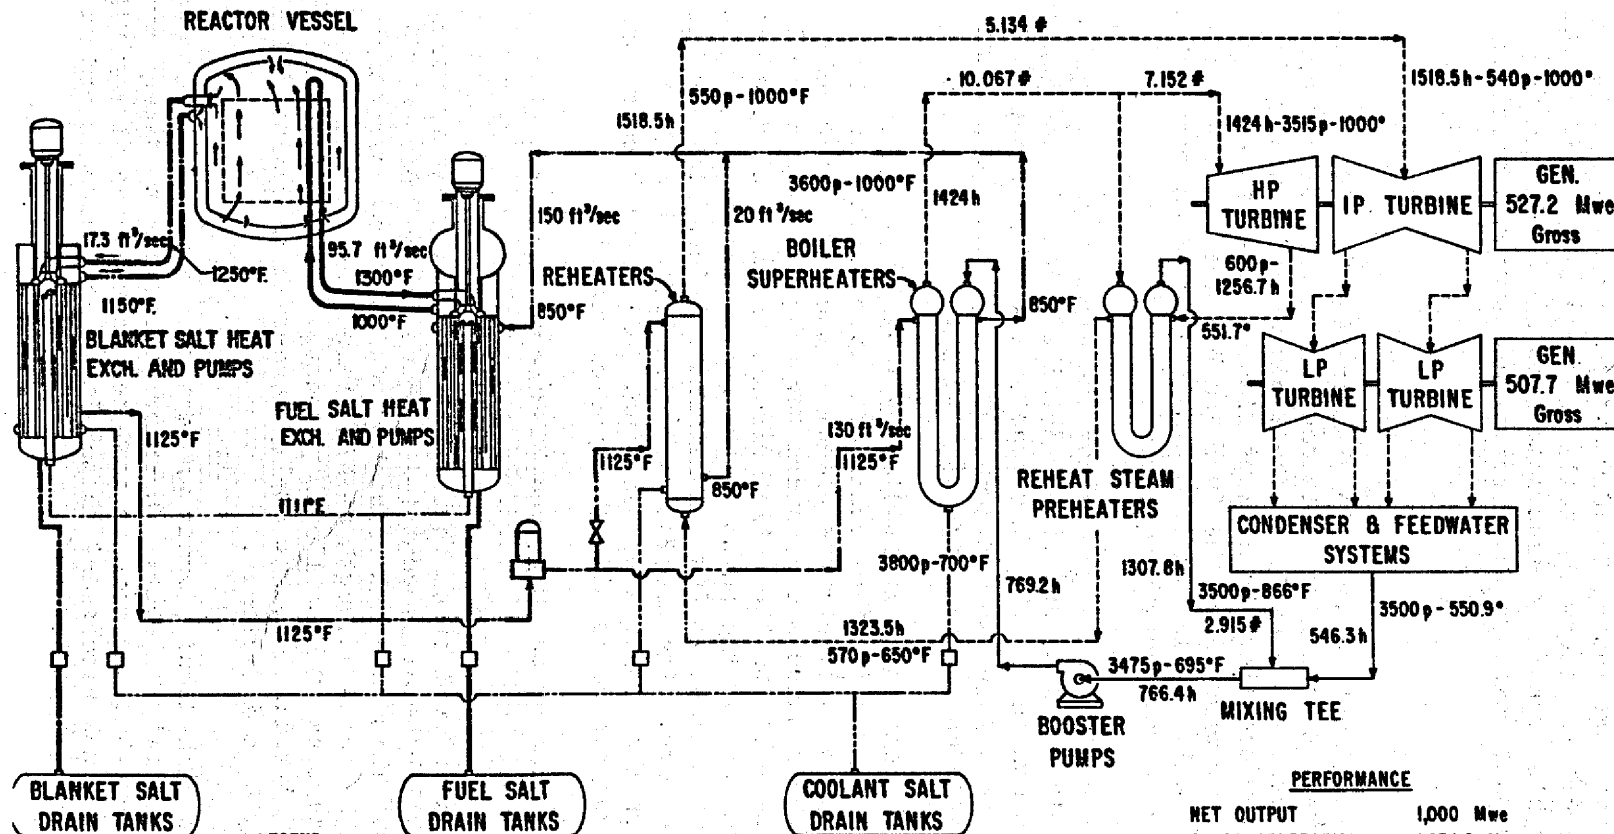 REACTOR VESSEL
5.134 #
10.067 #
7.152 #
1518.5h-540p-1000°
550p-1000°F
1518.5h
1424h-3515p-1000°
3600p-1000°F
1424h
150 ft³/sec
20 ft³/sec
HP
TURBINE
IP TURBINE
GEN.
527.2 Mwe
Gross
17.3 ft³/sec
1250°F.
1150°F.
95.7 ft³/sec
1300°F
1000°F
850°F
REHEATERS
BOILER
SUPERHEATERS
850°F
600p-
1256.7h
551.7°
BLANKET SALT HEAT
EXCH. AND PUMPS
FUEL SALT HEAT
EXCH. AND PUMPS
LP
TURBINE
LP
TURBINE
GEN.
507.7 Mwe
Gross
1125°F
1125°F
850°F
130 ft³/sec
1125°F
REHEAT STEAM
PREHEATERS
1111°F
CONDENSER & FEEDWATER
SYSTEMS
3800p-700°F
769.2h
1307.8h
3500p-866°F
2.915#
3500p-550.9°
546.3h
1125°F
1323.5h
570p-650°F
3475p-695°F
766.4h
MIXING TEE
BOOSTER
PUMPS
BLANKET SALT
DRAIN TANKS
FUEL SALT
DRAIN TANKS
COOLANT SALT
DRAIN TANKS
PERFORMANCE
NET OUTPUT 1,000 Mwe